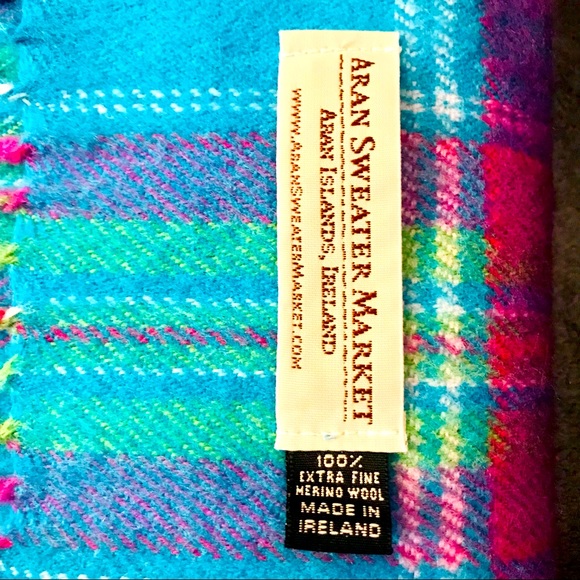 ARAN SWEATER MARKET
ARAN ISLANDS, IRELAND
WWW.ARANSWEATERMARKET.COM
100%
EXTRA FINE
MERINO WOOL
MADE IN
IRELAND